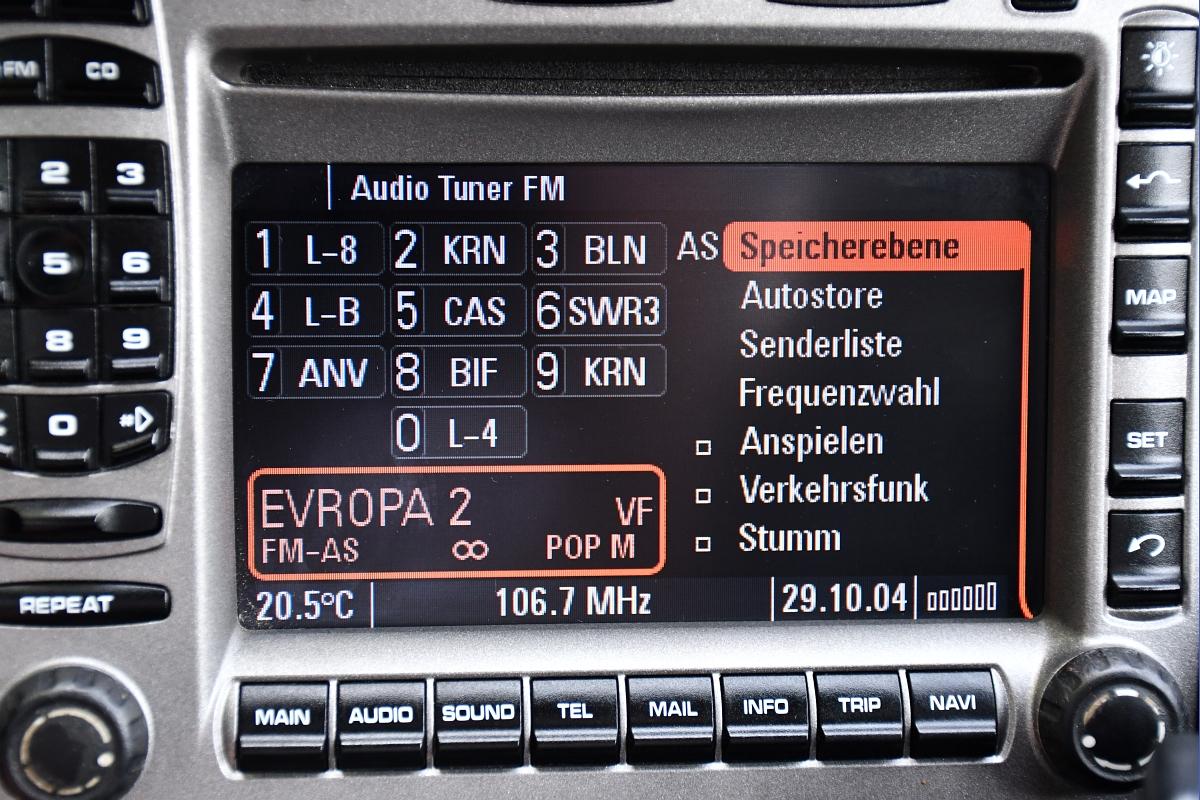 FM CD
2 3
5 6
8 9
0 #
REPEAT
Audio Tuner FM
1 L-8 2 KRN 3 BLN
4 L-B 5 CAS 6 SWR3
7 ANV 8 BIF 9 KRN
0 L-4
AS Speicherebene
Autostore
Senderliste
Frequenzwahl
Anspielen
Verkehrsfunk
Stumm
EVROPA 2 VF
FM-AS ∞ POP M
20.5°C 106.7 MHz 29.10.04
MAP
SET
MAIN AUDIO SOUND TEL MAIL INFO TRIP NAVI